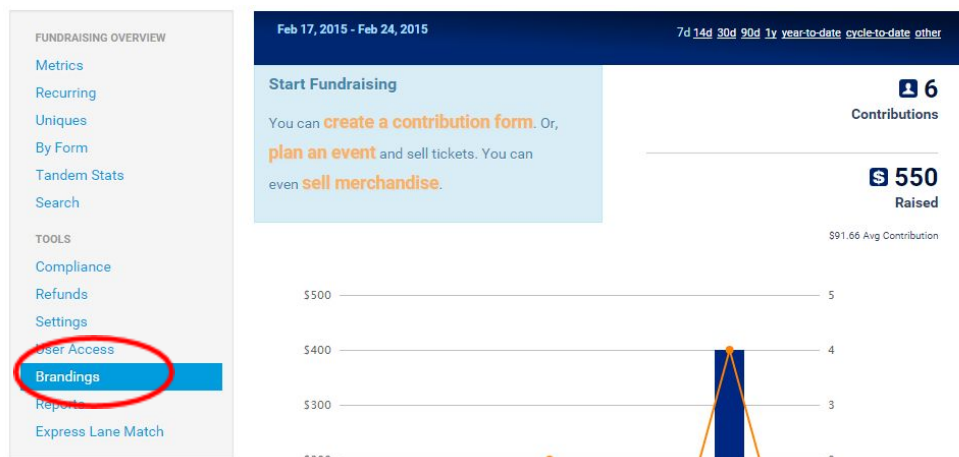 FUNDRAISING OVERVIEW
Metrics
Recurring
Uniques
By Form
Tandem Stats
Search
TOOLS
Compliance
Refunds
Settings
User Access
Brandings
Reports
Express Lane Match
Feb 17, 2015 - Feb 24, 2015
7d 14d 30d 90d 1y year-to-date cycle-to-date other
Start Fundraising
You can create a contribution form. Or,
plan an event and sell tickets. You can
even sell merchandise.
6
Contributions
$ 550
Raised
$91.66 Avg Contribution
$500 5
$400 4
$300 3